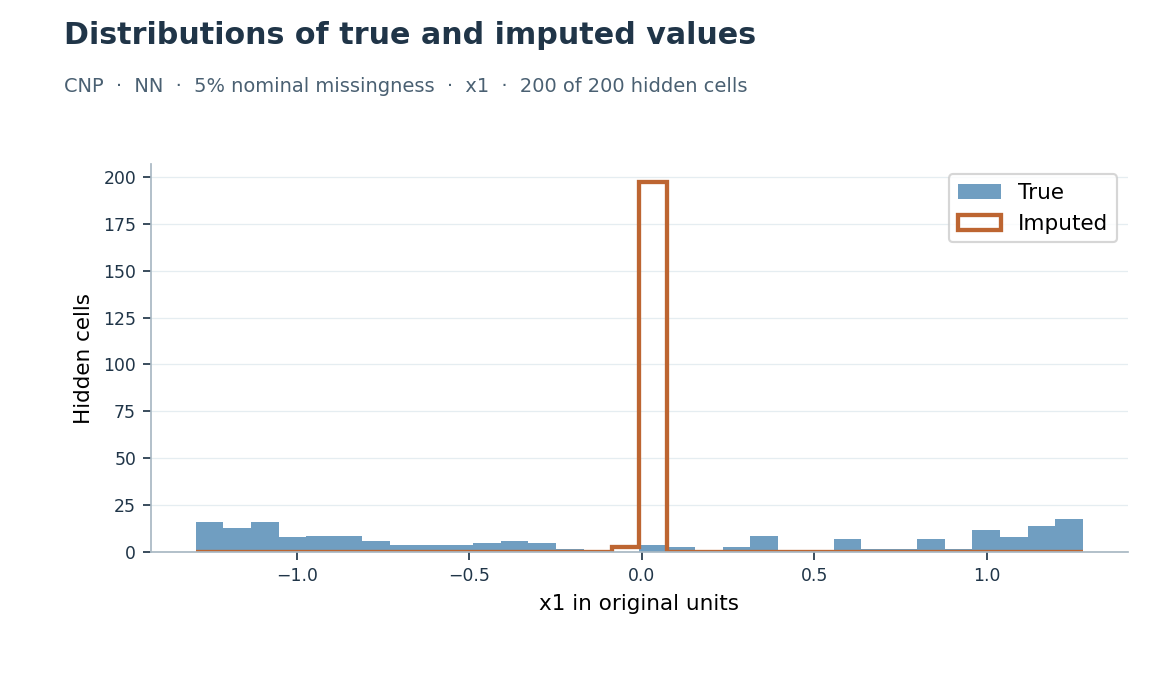 Distributions of true and imputed values
CNP · NN · 5% nominal missingness · x1 · 200 of 200 hidden cells
200
175
150
125
100
75
50
25
0
Hidden cells
True
Imputed
−1.0
−0.5
0.0
0.5
1.0
x1 in original units